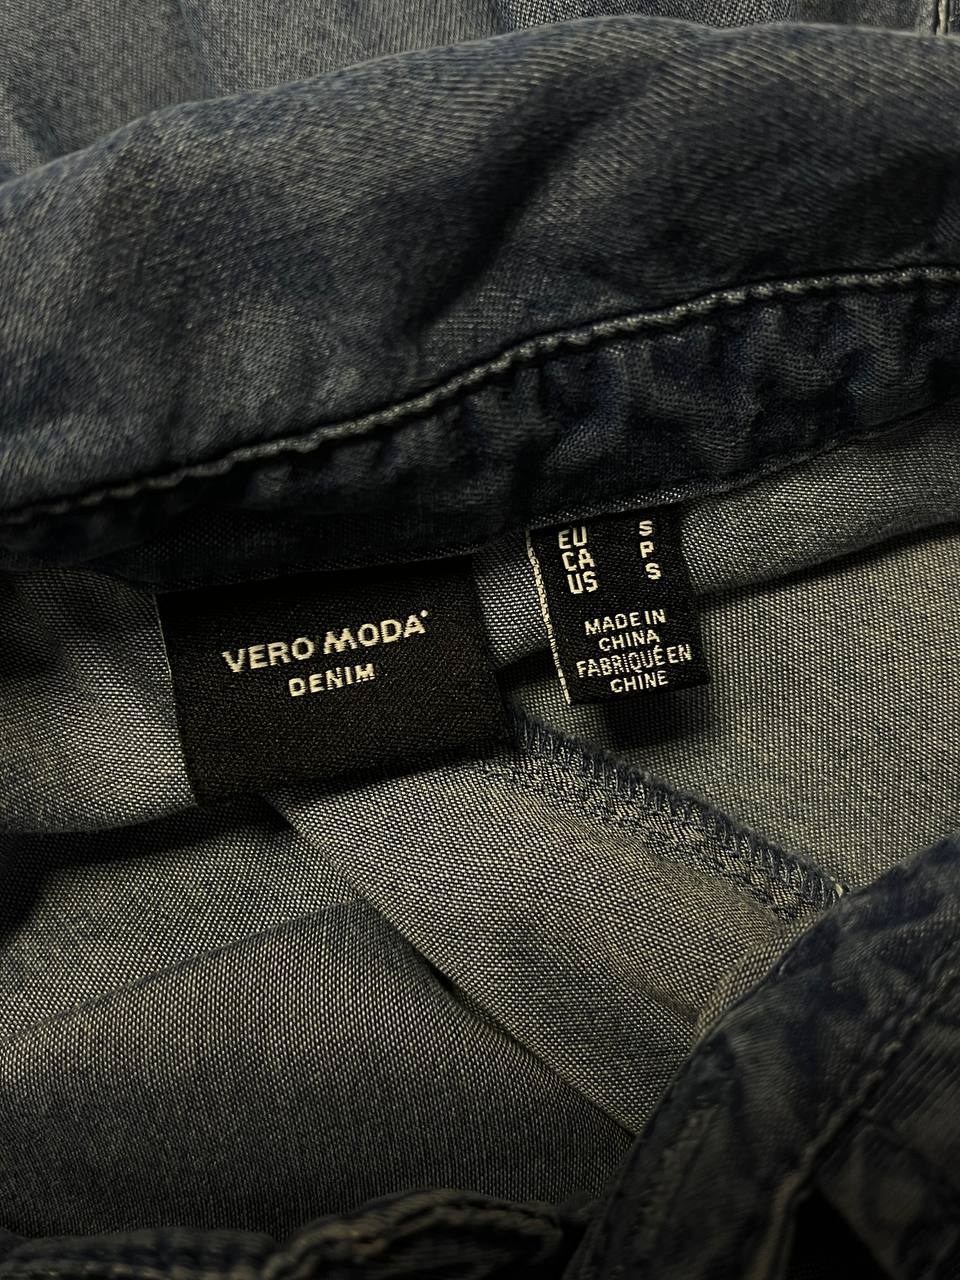 VERO MODA
DENIM
EU S
CA P
US S
MADE IN
CHINA
FABRIQUÉ EN
CHINE